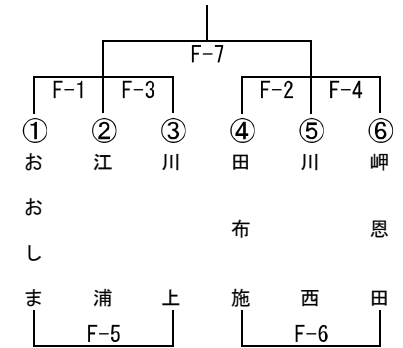 F-7
F-1 F-3 F-2 F-4
① ② ③ ④ ⑤ ⑥
おおしま
江浦
川上
田布施
川西
岬恩田
F-5 F-6